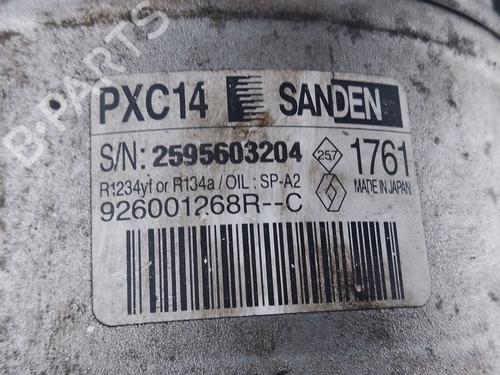 B-PARTS
PXC14 SANDEN
S/N: 2595603204 257 1761
R1234yf or R134a / OIL : SP-A2 MADE IN JAPAN
926001268R--C